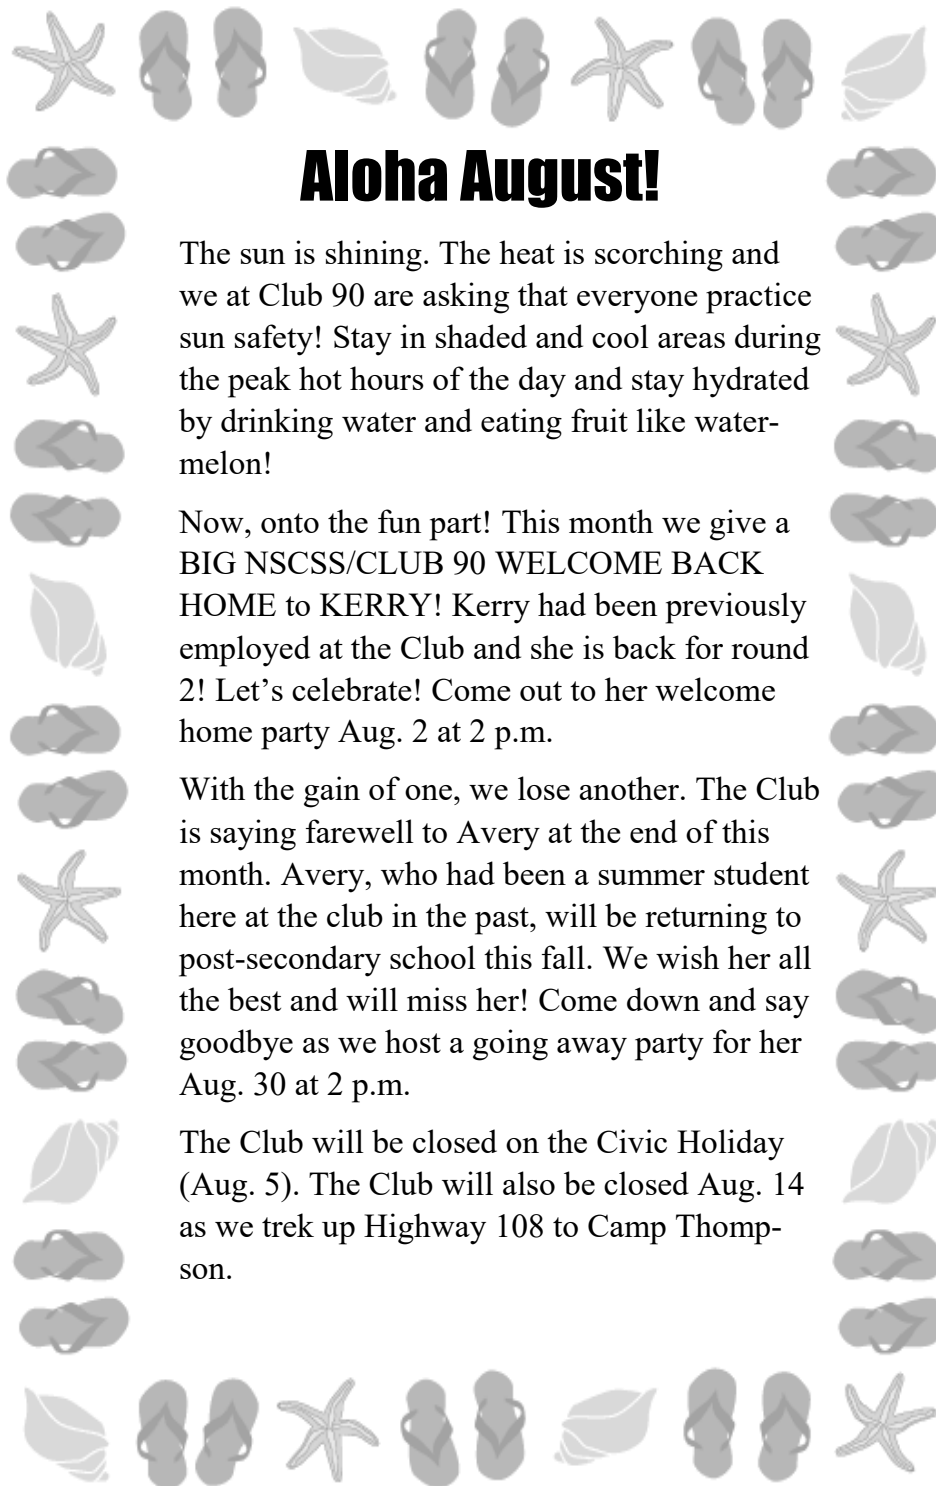 Aloha August!
The sun is shining. The heat is scorching and
we at Club 90 are asking that everyone practice
sun safety! Stay in shaded and cool areas during
the peak hot hours of the day and stay hydrated
by drinking water and eating fruit like water-
melon!
Now, onto the fun part! This month we give a
BIG NSCSS/CLUB 90 WELCOME BACK
HOME to KERRY! Kerry had been previously
employed at the Club and she is back for round
2! Let’s celebrate! Come out to her welcome
home party Aug. 2 at 2 p.m.
With the gain of one, we lose another. The Club
is saying farewell to Avery at the end of this
month. Avery, who had been a summer student
here at the club in the past, will be returning to
post-secondary school this fall. We wish her all
the best and will miss her! Come down and say
goodbye as we host a going away party for her
Aug. 30 at 2 p.m.
The Club will be closed on the Civic Holiday
(Aug. 5). The Club will also be closed Aug. 14
as we trek up Highway 108 to Camp Thomp-
son.